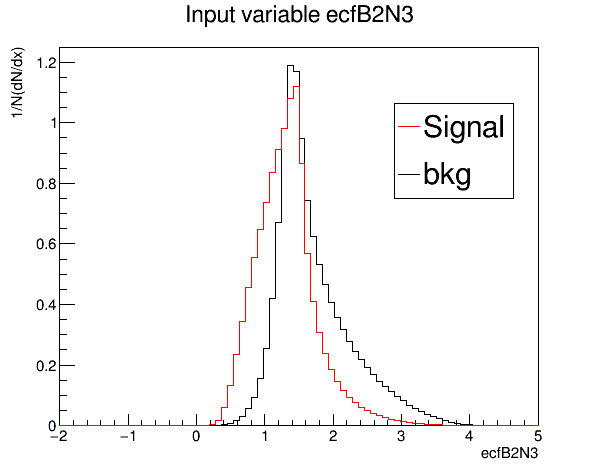 Input variable ecfB2N3
1/N(dN/dx)
1.2
1
0.8
0.6
0.4
0.2
0
Signal
bkg
−2 −1 0 1 2 3 4 5
ecfB2N3